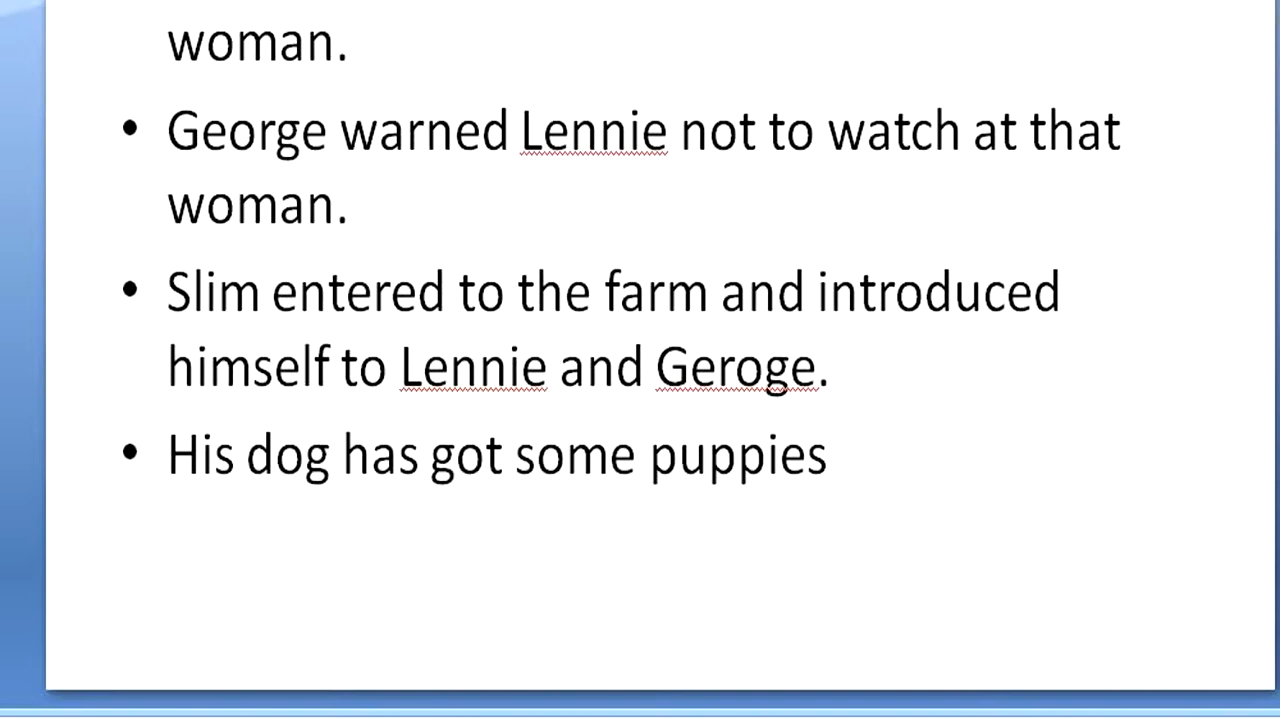 woman.
• George warned Lennie not to watch at that
woman.
• Slim entered to the farm and introduced
himself to Lennie and Geroge.
• His dog has got some puppies